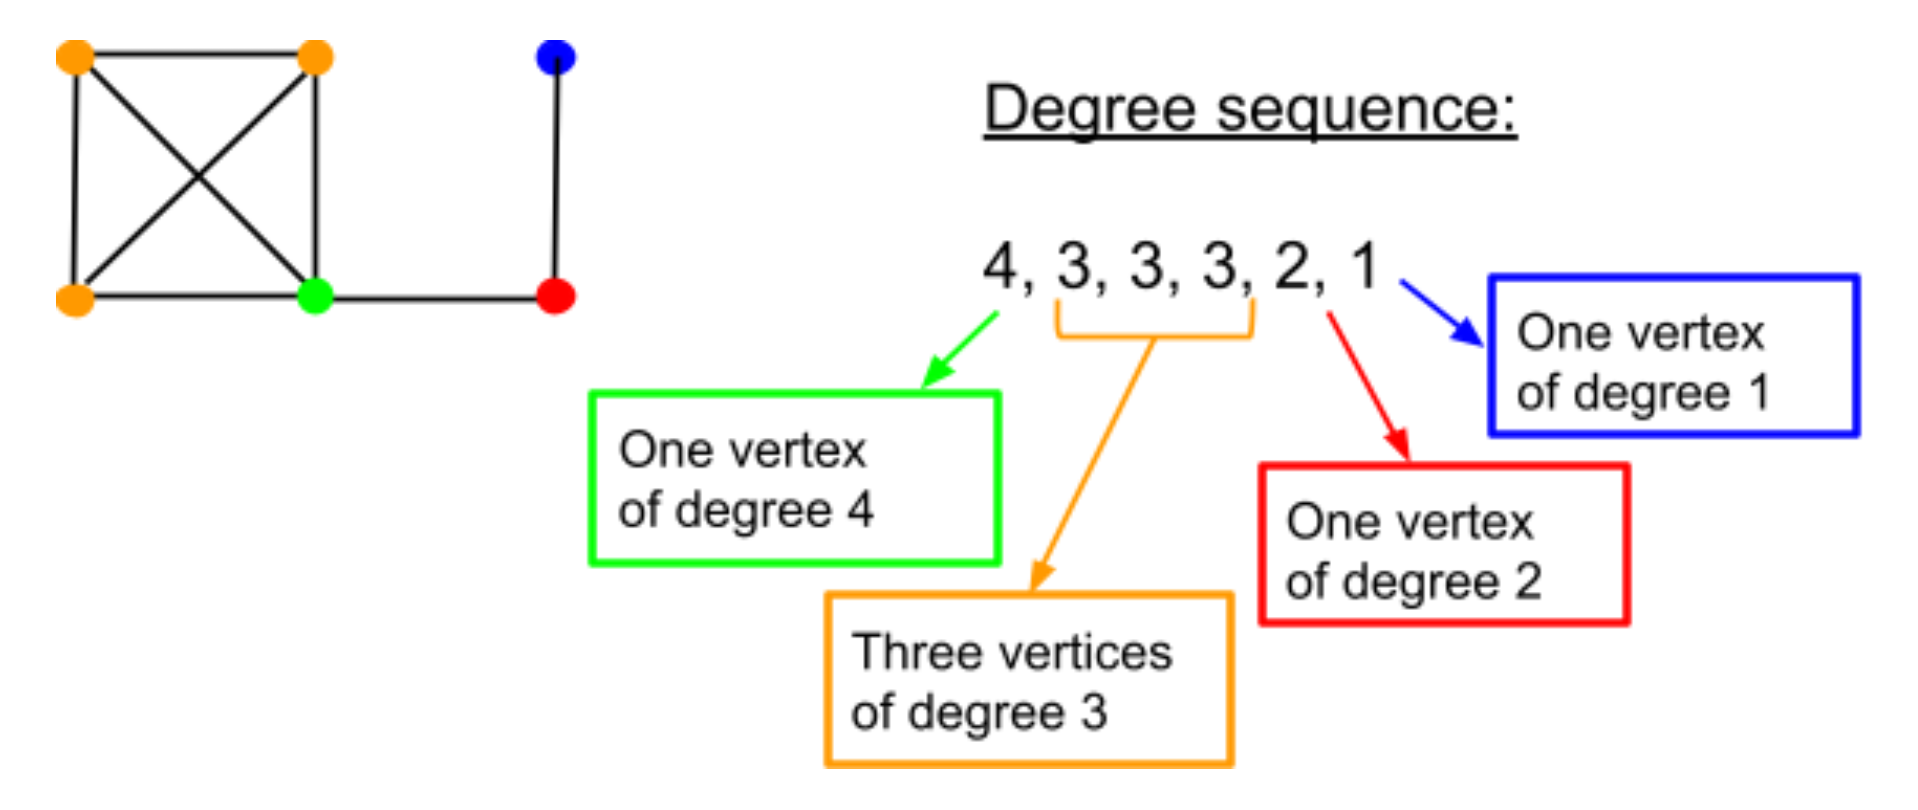 Degree sequence:
4, 3, 3, 3, 2, 1
One vertex
of degree 1
One vertex
of degree 4
One vertex
of degree 2
Three vertices
of degree 3